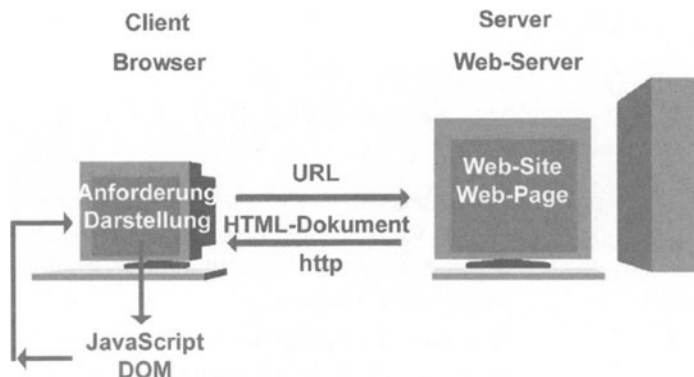 Client
Browser
Server
Web-Server
Anforderung
Darstellung
URL
HTML-Dokument
http
Web-Site
Web-Page
JavaScript
DOM